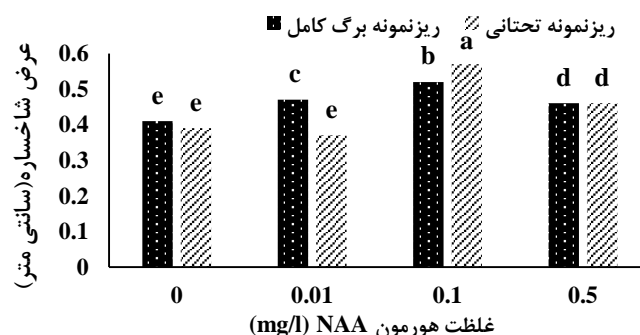 ریزنمونه برگ کامل ریزنمونه تحتانی
عرض شاخساره(سانتی متر)
0.6
0.5
0.4
0.3
0.2
0.1
0
e e c e b a d d
0 0.01 0.1 0.5
غلظت هورمون NAA (mg/l)